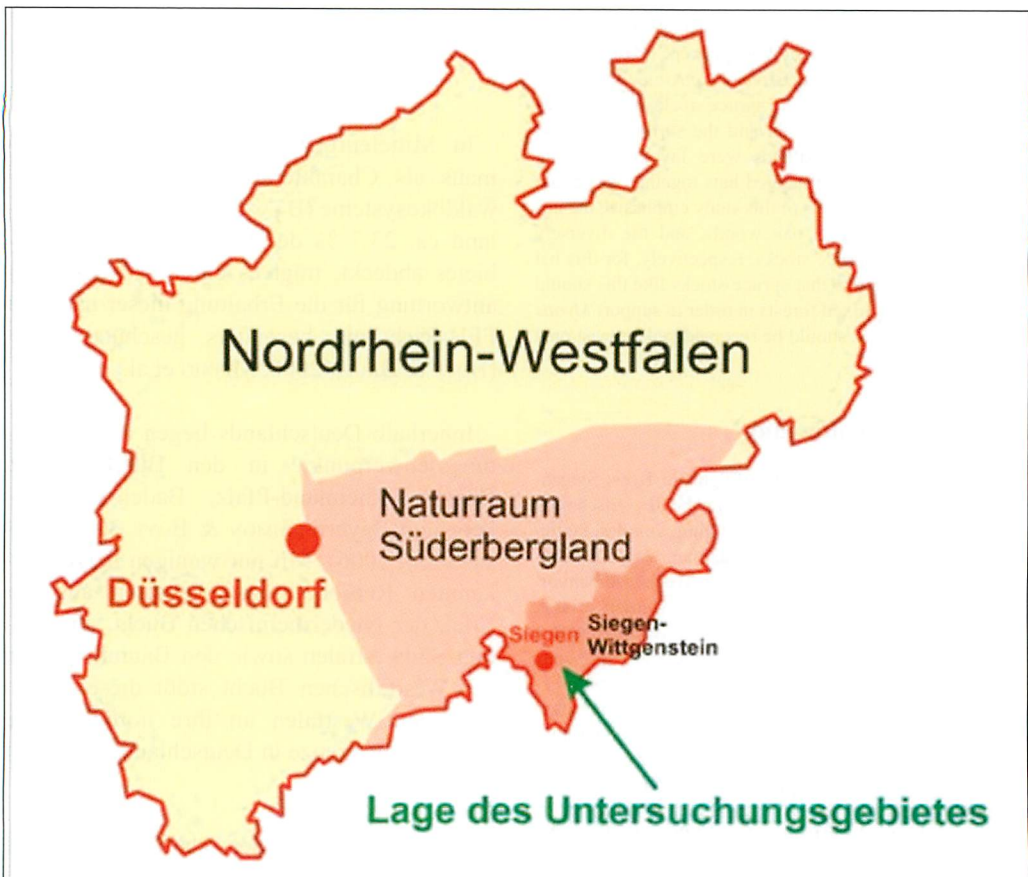 Nordrhein-Westfalen
Naturraum
Süderbergland
Düsseldorf
Siegen
Siegen-
Wittgenstein
Lage des Untersuchungsgebietes